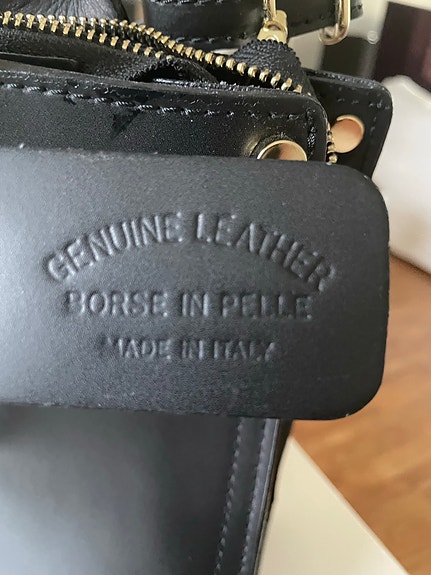 GENUINE LEATHER
BORSE IN PELLE
MADE IN ITALY